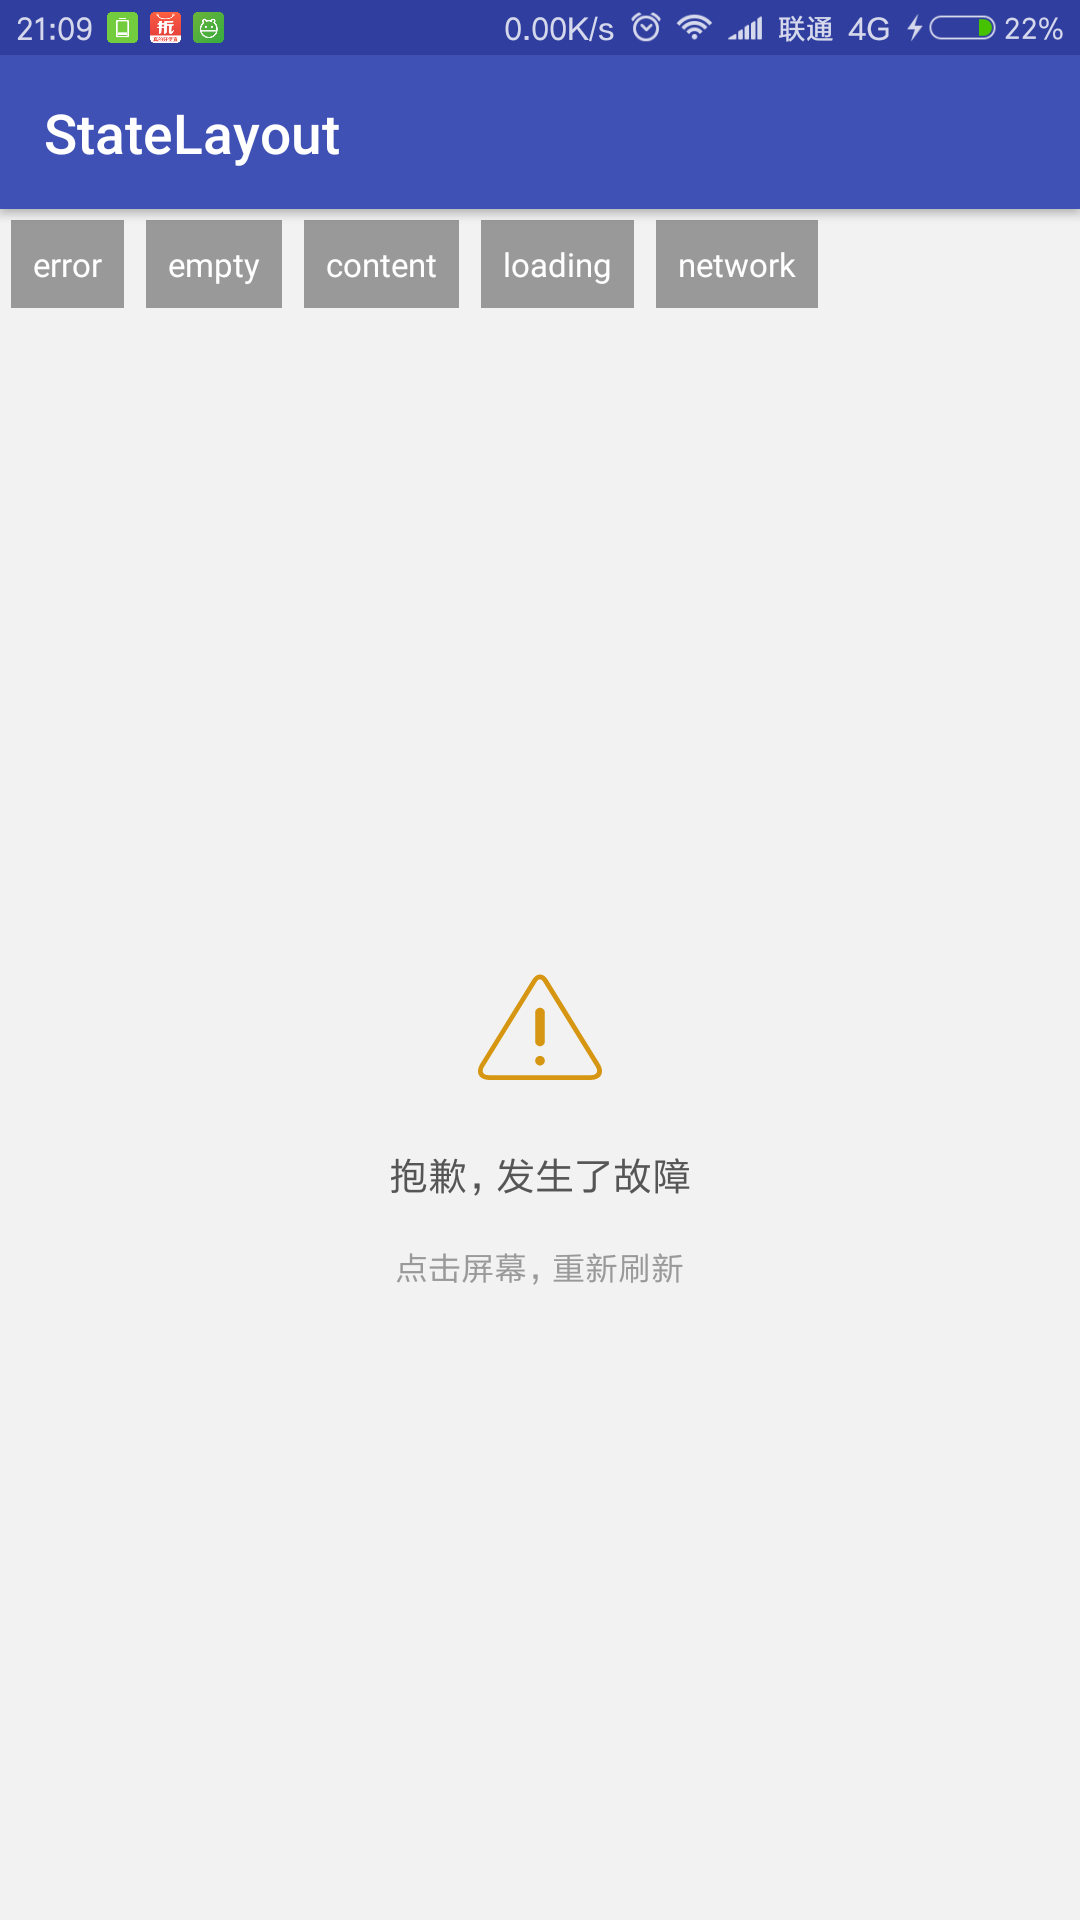 21:09 折 0.00K/s 联通 4G 22%
StateLayout
error empty content loading network
抱歉，发生了故障
点击屏幕，重新刷新